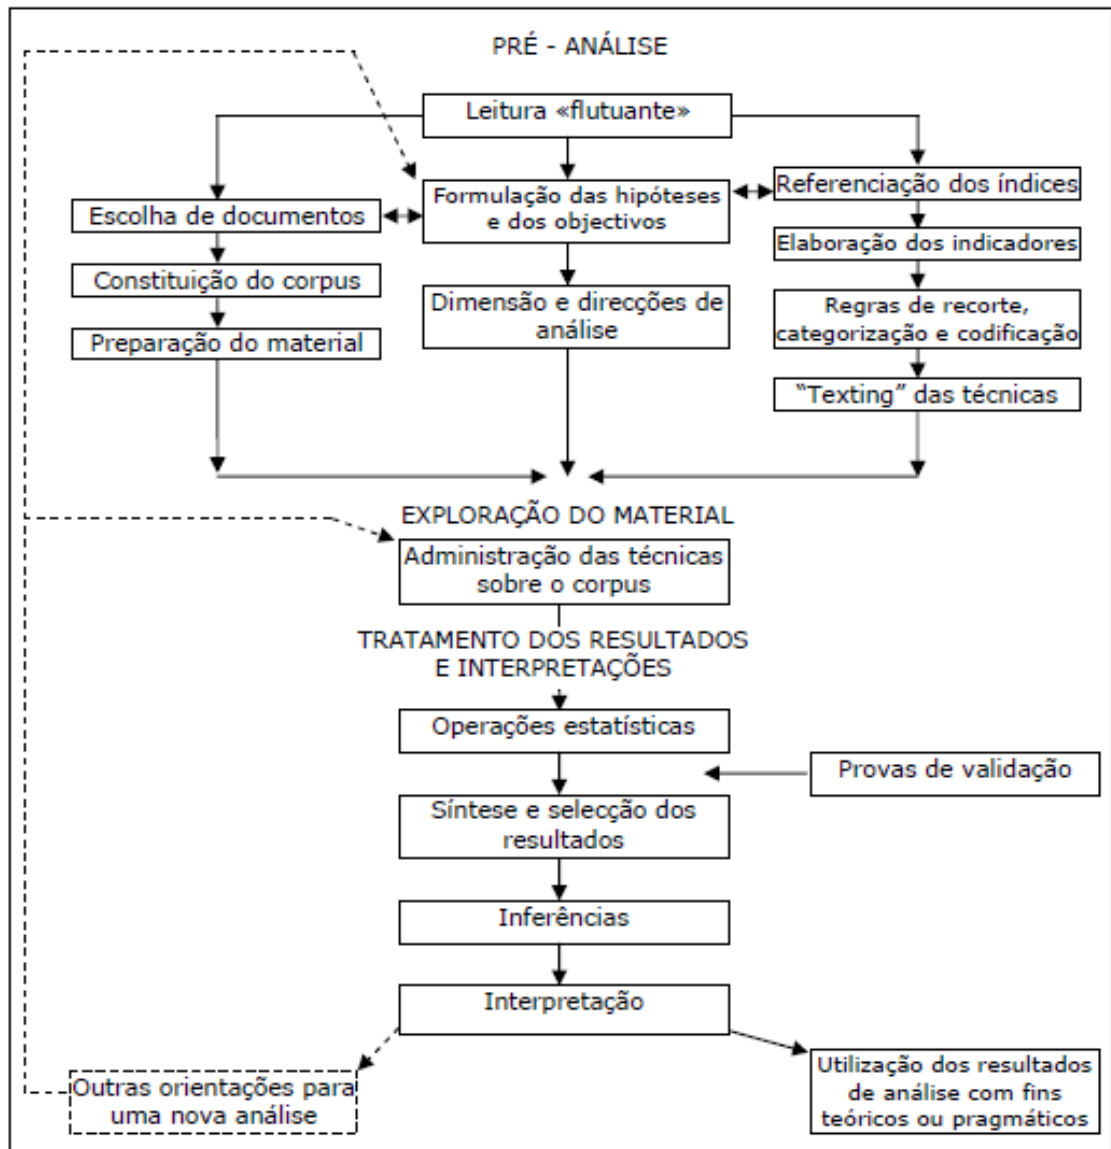 PRÉ - ANÁLISE
Leitura «flutuante»
Escolha de documentos
Constituição do corpus
Preparação do material
Formulação das hipóteses
e dos objectivos
Dimensão e direcções de
análise
Referenciação dos índices
Elaboração dos indicadores
Regras de recorte,
categorização e codificação
“Texting” das técnicas
EXPLORAÇÃO DO MATERIAL
Administração das técnicas
sobre o corpus
TRATAMENTO DOS RESULTADOS
E INTERPRETAÇÕES
Operações estatísticas
Provas de validação
Síntese e selecção dos
resultados
Inferências
Interpretação
Outras orientações para
uma nova análise
Utilização dos resultados
de análise com fins
teóricos ou pragmáticos